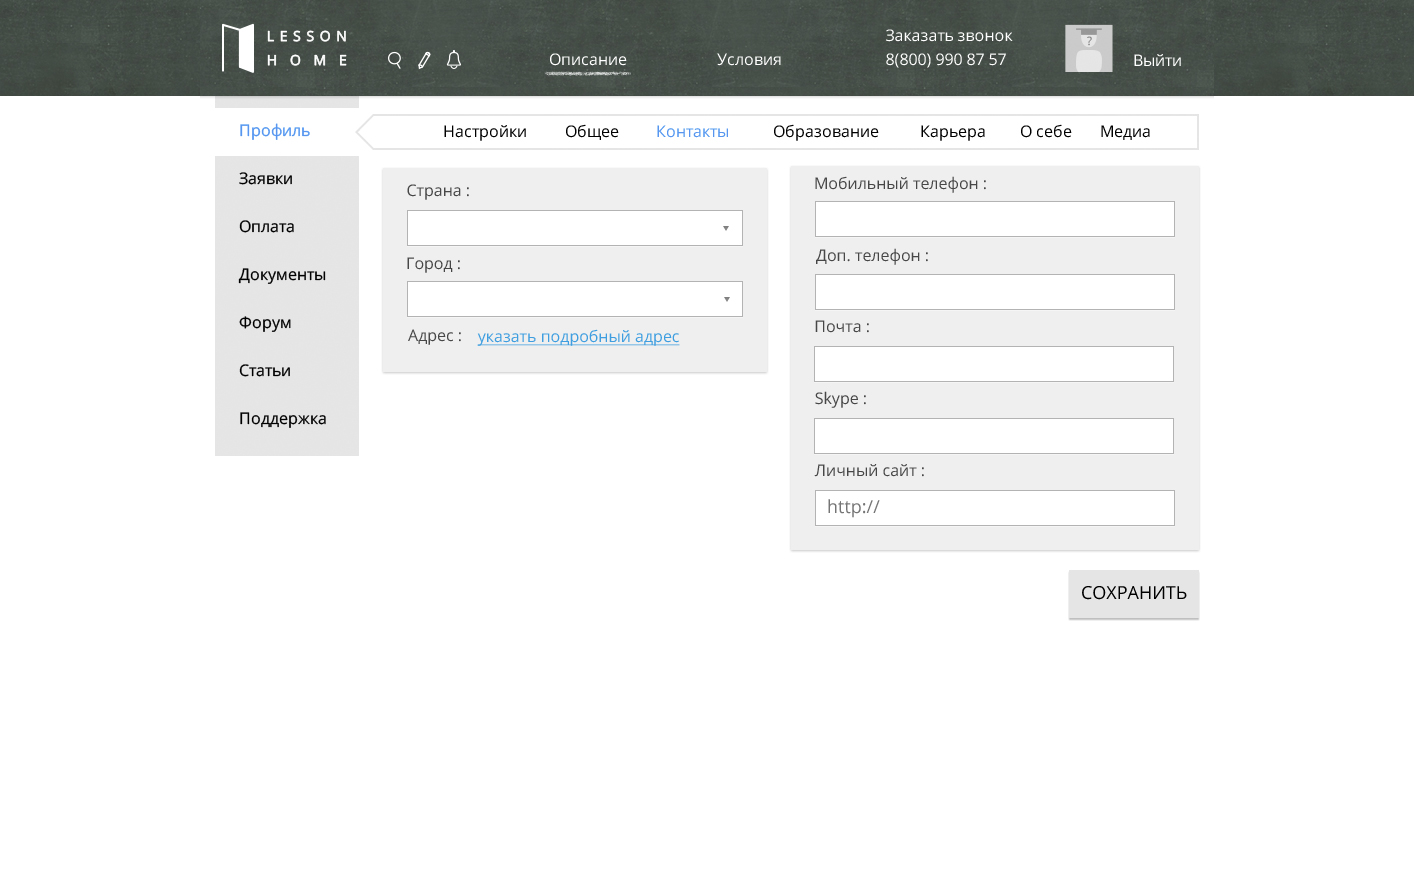 LESSON
HOME
Описание
Условия
Заказать звонок
8(800) 990 87 57
?
Выйти
Профиль
Настройки Общее Контакты Образование Карьера О себе Медиа
Заявки
Оплата
Документы
Форум
Статьи
Поддержка
Страна :
Город :
Адрес : указать подробный адрес
Мобильный телефон :
Доп. телефон :
Почта :
Skype :
Личный сайт :
http://
СОХРАНИТЬ